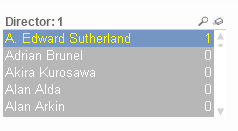 Director: 1
A. Edward Sutherland 1
Adrian Brunel 0
Akira Kurosawa 0
Alan Alda 0
Alan Arkin 0